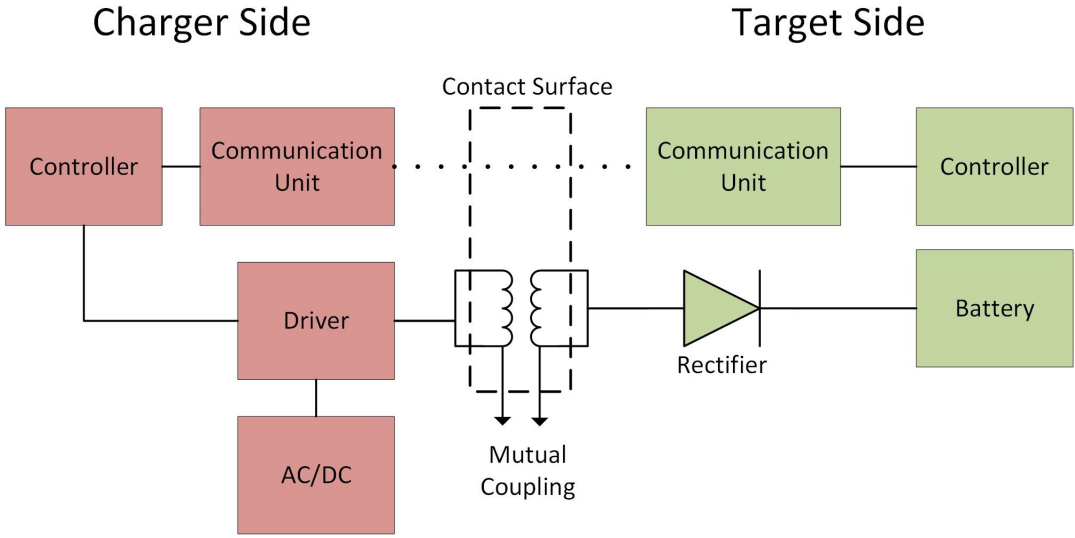 Charger Side
Target Side
Contact Surface
Controller
Communication
Unit
Communication
Unit
Controller
Driver
Battery
Rectifier
AC/DC
Mutual
Coupling